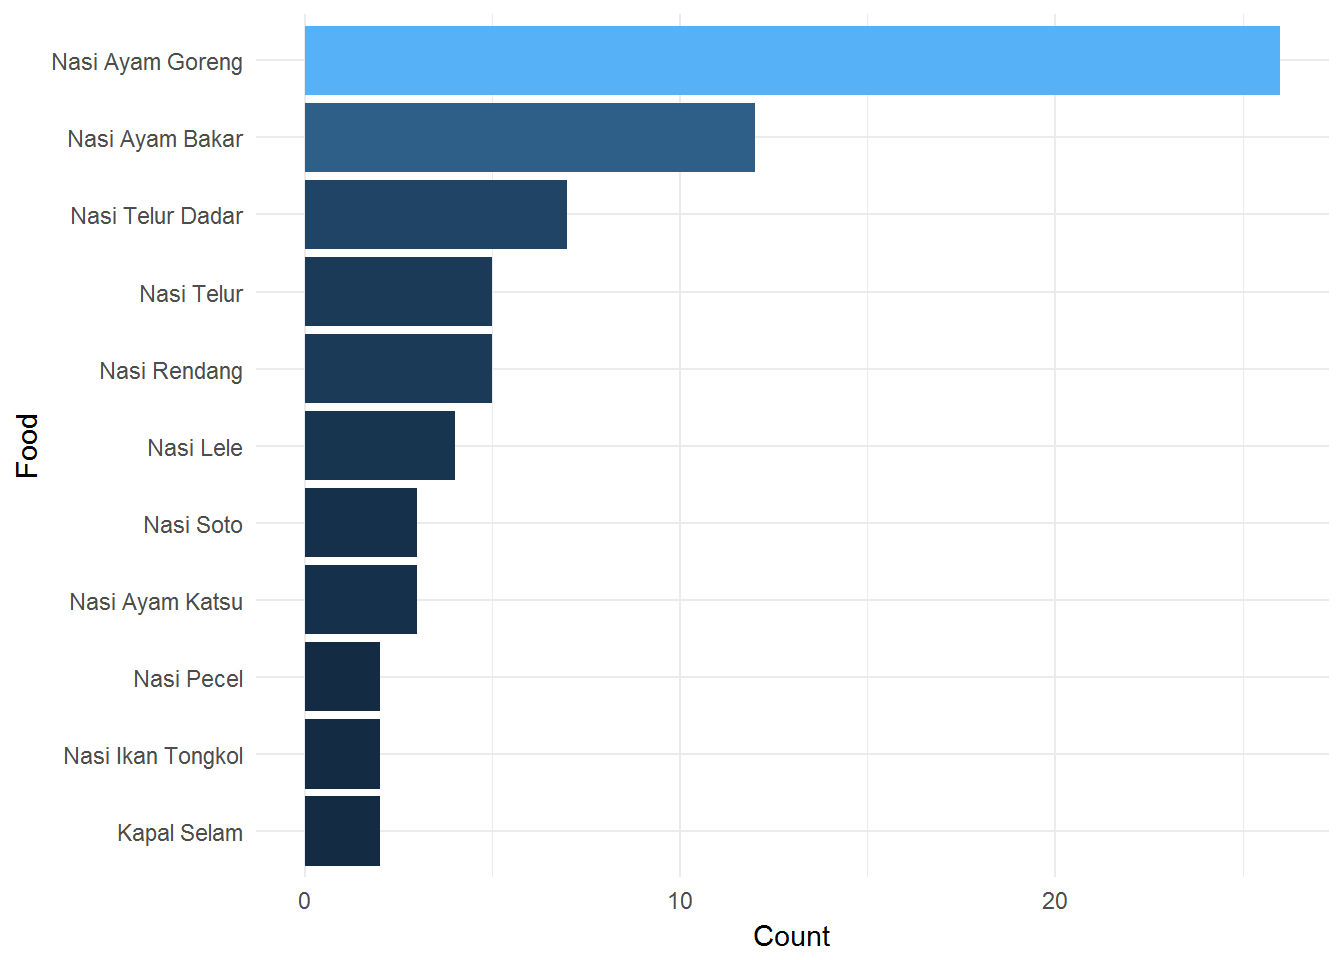 Nasi Ayam Goreng
Nasi Ayam Bakar
Nasi Telur Dadar
Nasi Telur
Nasi Rendang
Nasi Lele
Nasi Soto
Nasi Ayam Katsu
Nasi Pecel
Nasi Ikan Tongkol
Kapal Selam
Food
0 10 20
Count